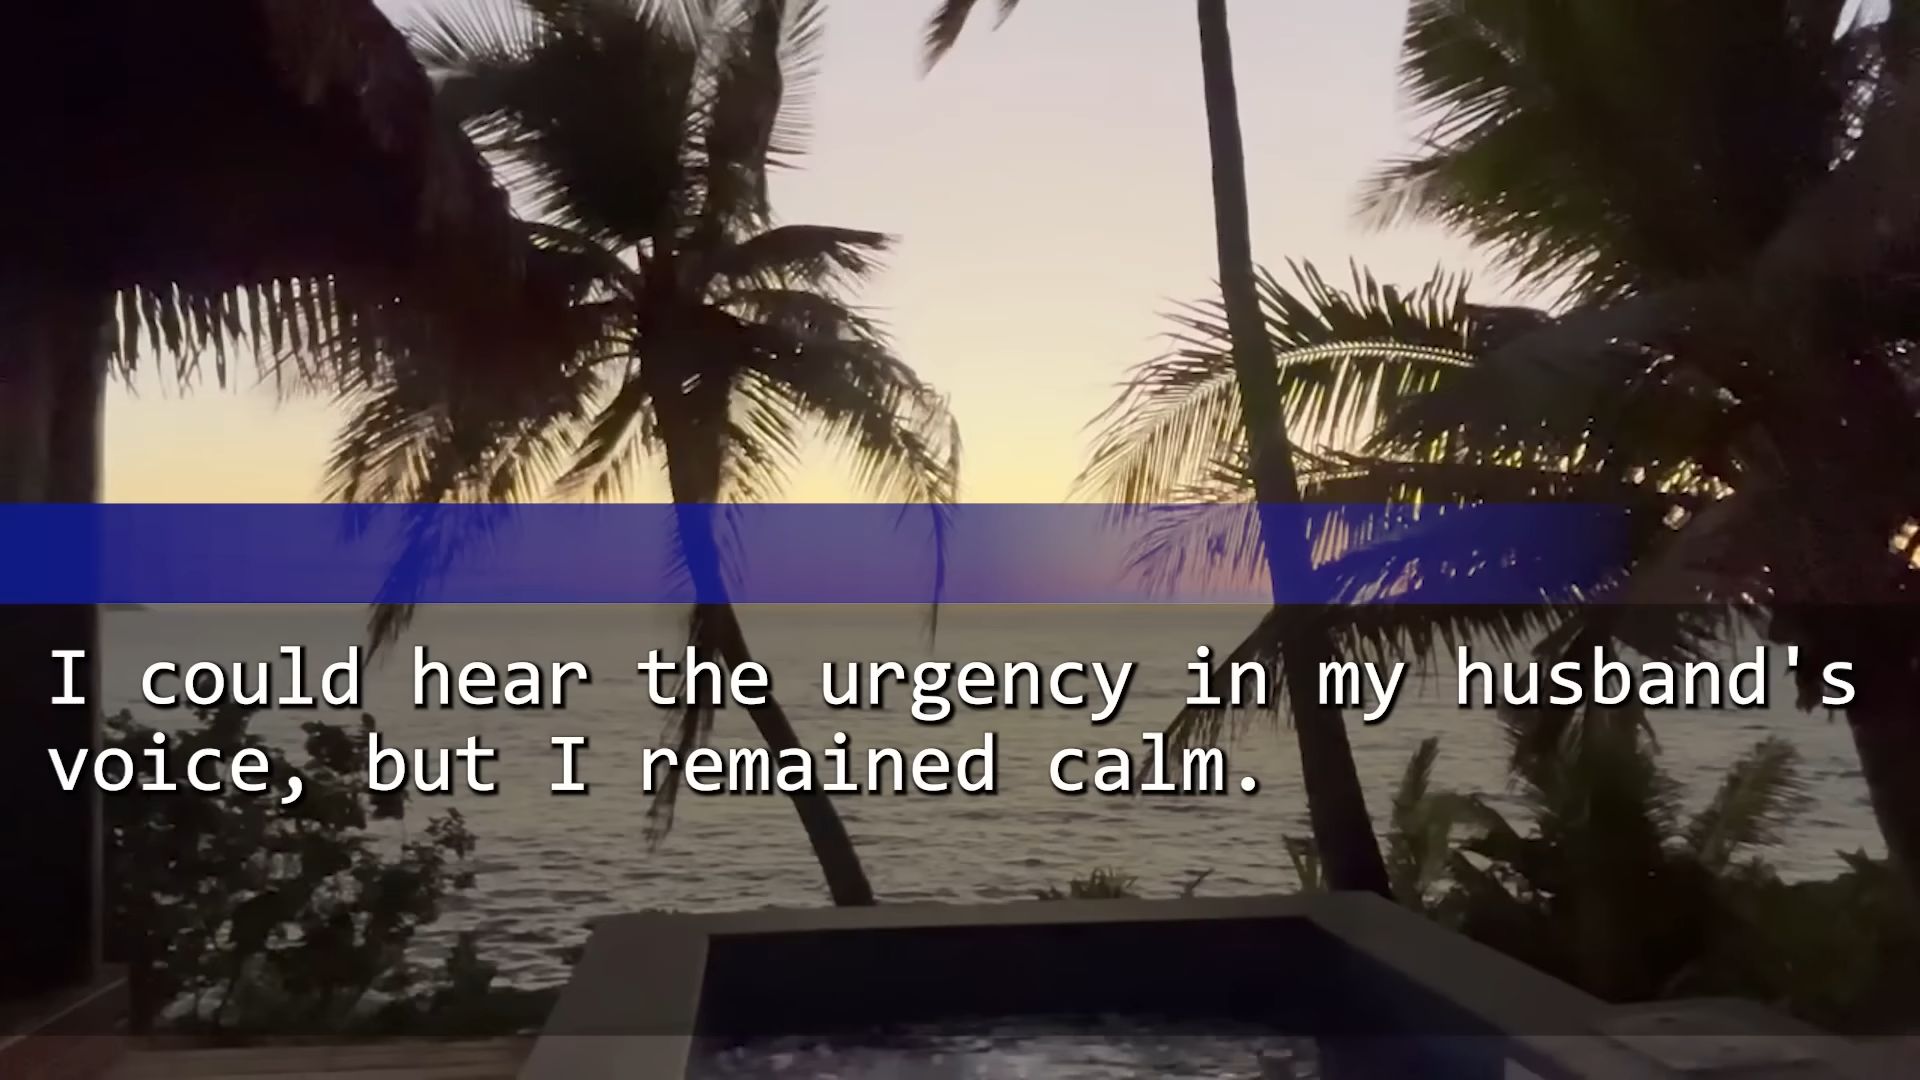 I could hear the urgency in my husband's
voice, but I remained calm.